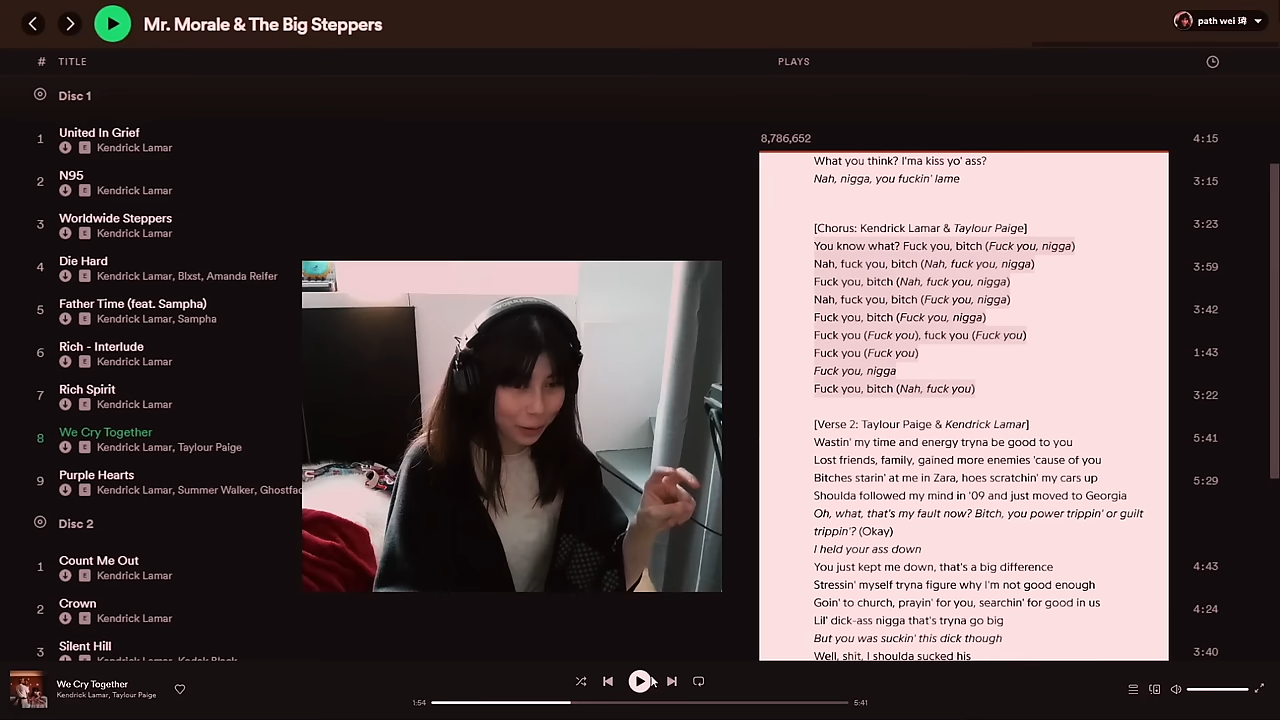 Mr. Morale & The Big Steppers
path wei 琲
# TITLE PLAYS
Disc 1
1 United In Grief 8,786,652 4:15
E Kendrick Lamar
2 N95 3:15
E Kendrick Lamar
3 Worldwide Steppers 3:23
E Kendrick Lamar
4 Die Hard 3:59
E Kendrick Lamar, Blxst, Amanda Reifer
5 Father Time (feat. Sampha) 3:42
E Kendrick Lamar, Sampha
6 Rich - Interlude 1:43
E Kendrick Lamar
7 Rich Spirit 3:22
E Kendrick Lamar
8 We Cry Together 5:41
E Kendrick Lamar, Taylour Paige
9 Purple Hearts 5:29
E Kendrick Lamar, Summer Walker, Ghostfac
Disc 2
1 Count Me Out 4:43
E Kendrick Lamar
2 Crown 4:24
E Kendrick Lamar
3 Silent Hill 3:40
E Kendrick Lamar, Kodak Black
What you think? I'ma kiss yo' ass?
Nah, nigga, you fuckin' lame
[Chorus: Kendrick Lamar & Taylour Paige]
You know what? Fuck you, bitch (Fuck you, nigga)
Nah, fuck you, bitch (Nah, fuck you, nigga)
Fuck you, bitch (Nah, fuck you, nigga)
Nah, fuck you, bitch (Fuck you, nigga)
Fuck you, bitch (Fuck you, nigga)
Fuck you (Fuck you), fuck you (Fuck you)
Fuck you (Fuck you)
Fuck you, nigga
Fuck you, bitch (Nah, fuck you)
[Verse 2: Taylour Paige & Kendrick Lamar]
Wastin' my time and energy tryna be good to you
Lost friends, family, gained more enemies 'cause of you
Bitches starin' at me in Zara, hoes scratchin' my cars up
Shoulda followed my mind in '09 and just moved to Georgia
Oh, what, that's my fault now? Bitch, you power trippin' or guilt
trippin'? (Okay)
I held your ass down
You just kept me down, that's a big difference
Stressin' myself tryna figure why I'm not good enough
Goin' to church, prayin' for you, searchin' for good in us
Lil' dick-ass nigga that's tryna go big
But you was suckin' this dick though
Well, shit, I shoulda sucked his
We Cry Together
Kendrick Lamar, Taylour Paige
1:54 5:41